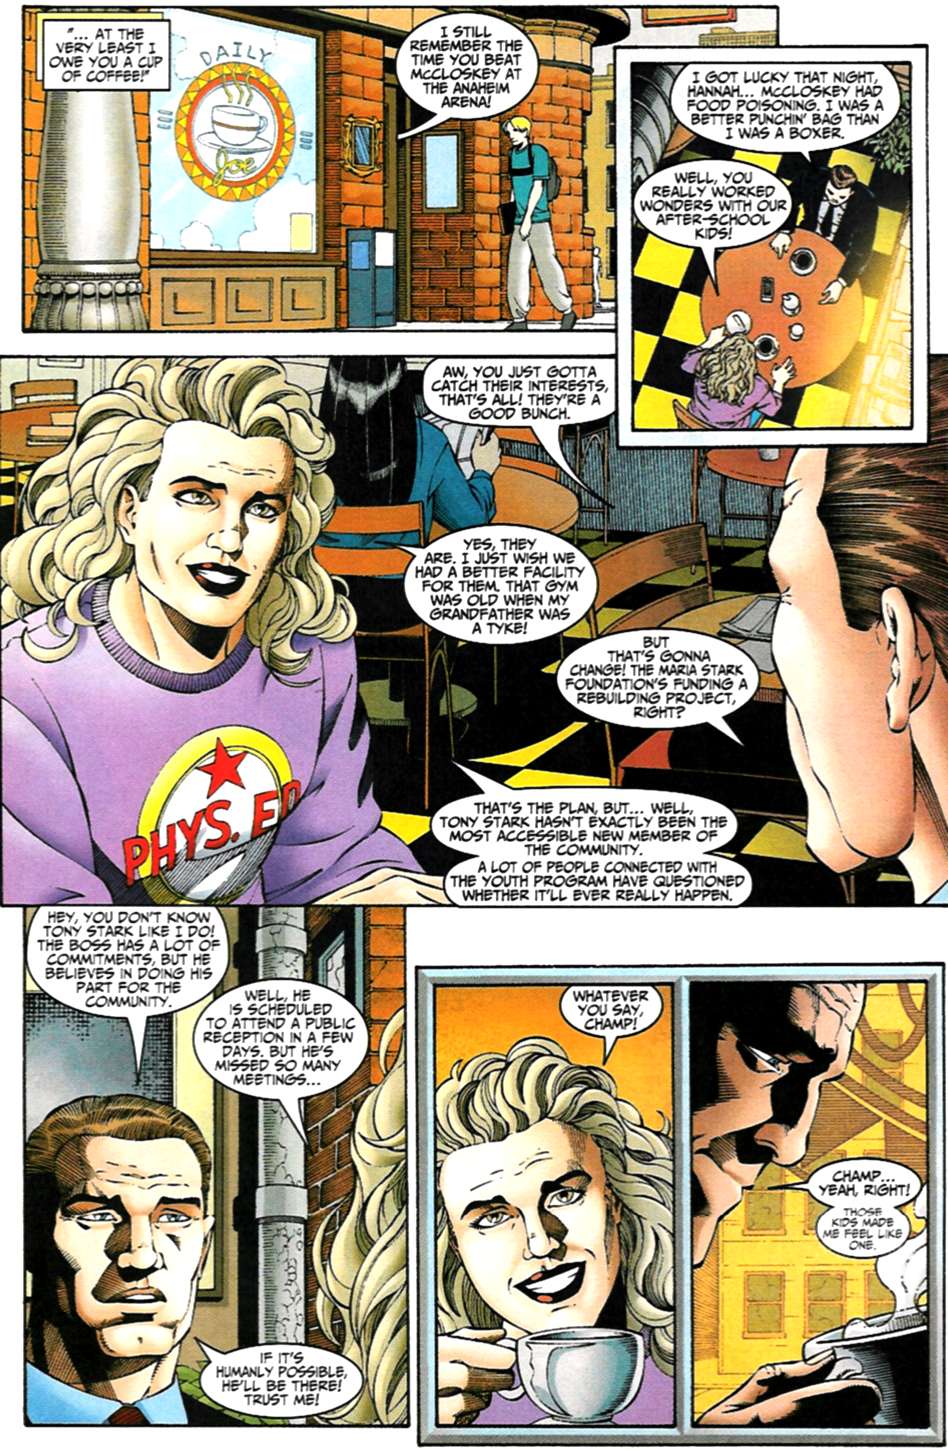 "... AT THE
VERY LEAST I
OWE YOU A CUP
OF COFFEE!"
DAILY
Joe
I STILL
REMEMBER THE
TIME YOU BEAT
McCLOSKEY AT
THE ANAHEIM
ARENA!
I GOT LUCKY THAT NIGHT,
HANNAH... McCLOSKEY HAD
FOOD POISONING. I WAS A
BETTER PUNCHIN' BAG THAN
I WAS A BOXER.
WELL, YOU
REALLY WORKED
WONDERS WITH OUR
AFTER-SCHOOL
KIDS!
AW, YOU JUST GOTTA
CATCH THEIR INTERESTS,
THAT'S ALL! THEY'RE A
GOOD BUNCH.
YES, THEY
ARE. I JUST WISH WE
HAD A BETTER FACILITY
FOR THEM. THAT GYM
WAS OLD WHEN MY
GRANDFATHER WAS
A TYKE!
BUT
THAT'S GONNA
CHANGE! THE MARIA STARK
FOUNDATION'S FUNDING A
REBUILDING PROJECT,
RIGHT?
PHYS. ED
THAT'S THE PLAN, BUT... WELL,
TONY STARK HASN'T EXACTLY BEEN THE
MOST ACCESSIBLE NEW MEMBER OF
THE COMMUNITY.
A LOT OF PEOPLE CONNECTED WITH
THE YOUTH PROGRAM HAVE QUESTIONED
WHETHER IT'LL EVER REALLY HAPPEN.
HEY, YOU DON'T KNOW
TONY STARK LIKE I DO!
THE BOSS HAS A LOT OF
COMMITMENTS, BUT HE
BELIEVES IN DOING HIS
PART FOR THE
COMMUNITY.
WELL, HE
IS SCHEDULED
TO ATTEND A PUBLIC
RECEPTION IN A FEW
DAYS. BUT HE'S
MISSED SO MANY
MEETINGS...
IF IT'S
HUMANLY POSSIBLE,
HE'LL BE THERE!
TRUST ME!
WHATEVER
YOU SAY,
CHAMP!
CHAMP...
YEAH, RIGHT!
THOSE
KIDS MADE
ME FEEL LIKE
ONE.